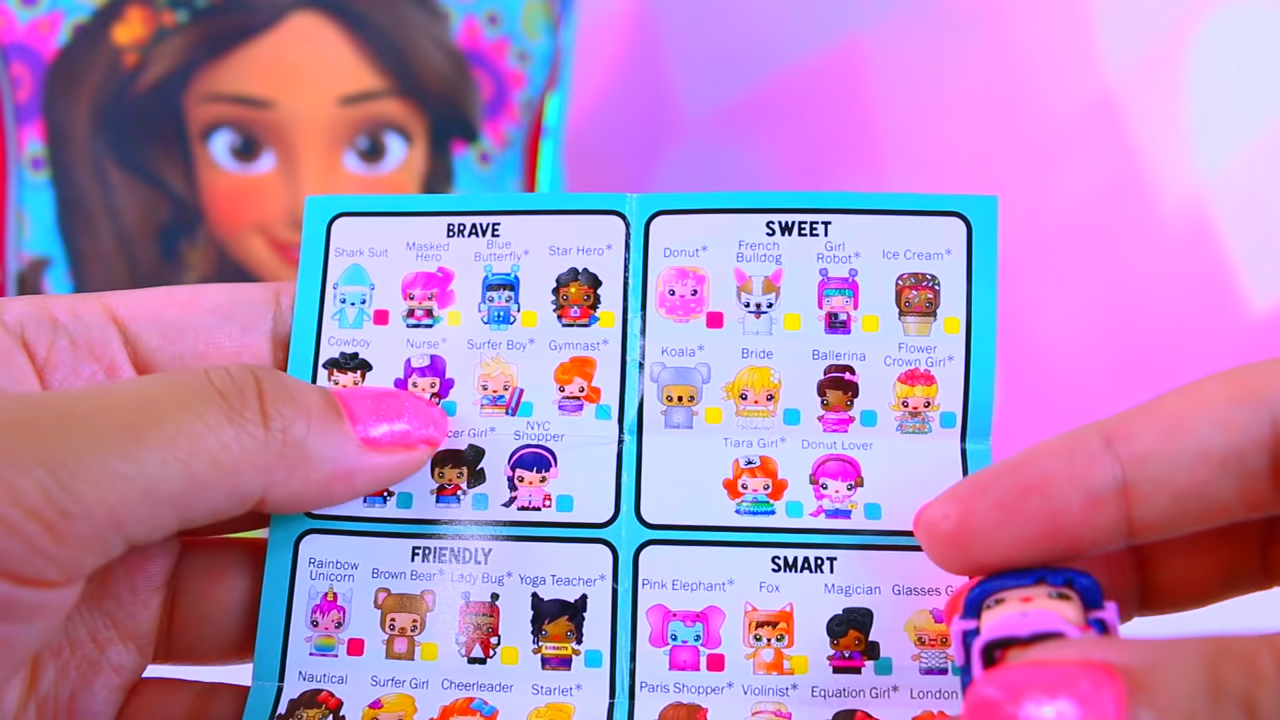 BRAVE
Shark Suit
Masked
Hero
Blue
Butterfly*
Star Hero*
Cowboy
Nurse*
Surfer Boy*
Gymnast*
cer Girl*
NYC
Shopper
SWEET
Donut*
French
Bulldog
Girl
Robot*
Ice Cream*
Koala*
Bride
Ballerina
Flower
Crown Girl*
Tiara Girl*
Donut Lover
FRIENDLY
Rainbow
Unicorn
Brown Bear*
Lady Bug*
Yoga Teacher*
Nautical
Surfer Girl
Cheerleader
Starlet*
SMART
Pink Elephant*
Fox
Magician
Glasses G
Paris Shopper*
Violinist*
Equation Girl*
London